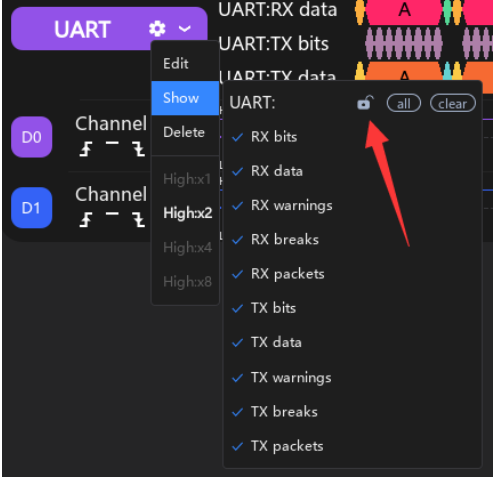 UART
UART:RX data
A
UART:TX bits
UART:TX data
A
Edit
Show
Delete
High:x1
High:x2
High:x4
High:x8
D0
Channel
D1
Channel
UART:
all
clear
RX bits
RX data
RX warnings
RX breaks
RX packets
TX bits
TX data
TX warnings
TX breaks
TX packets